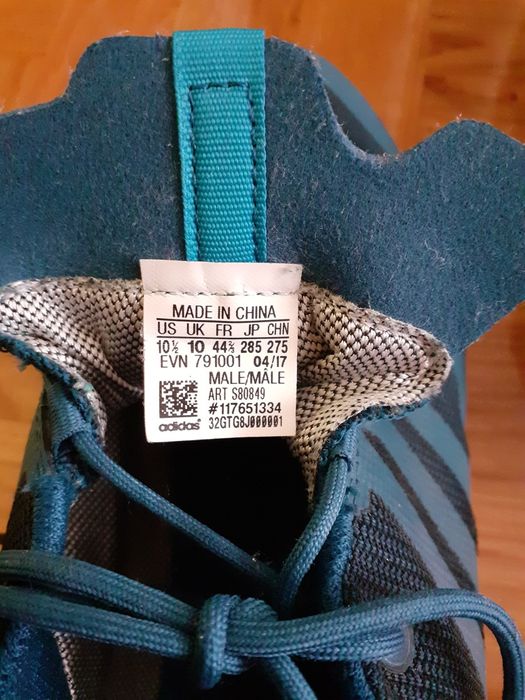 MADE IN CHINA
US UK FR JP CHN
10½ 10 44⅔ 285 275
EVN 791001 04/17
MALE/MÂLE
ART S80849
#117651334
adidas 32GTG8J000001